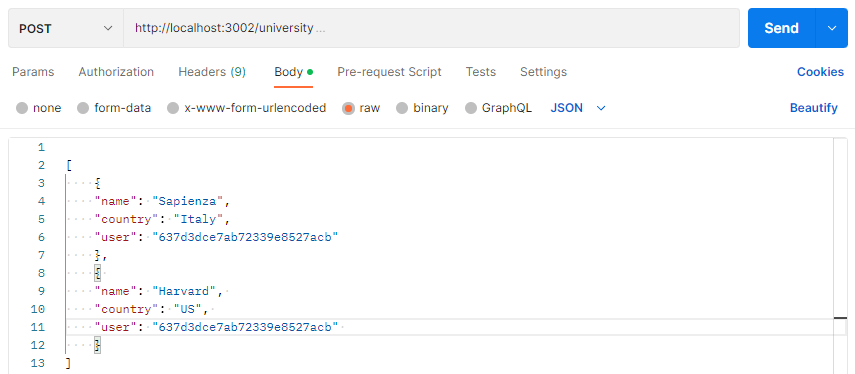 POST http://localhost:3002/university ... Send
Params Authorization Headers (9) Body Pre-request Script Tests Settings Cookies
none form-data x-www-form-urlencoded raw binary GraphQL JSON Beautify
1
2 [
3 {
4 "name": "Sapienza",
5 "country": "Italy",
6 "user": "637d3dce7ab72339e8527acb"
7 },
8 {
9 "name": "Harvard",
10 "country": "US",
11 "user": "637d3dce7ab72339e8527acb"
12 }
13 ]